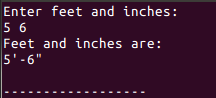 Enter feet and inches:
5 6
Feet and inches are:
5'-6"
------------------